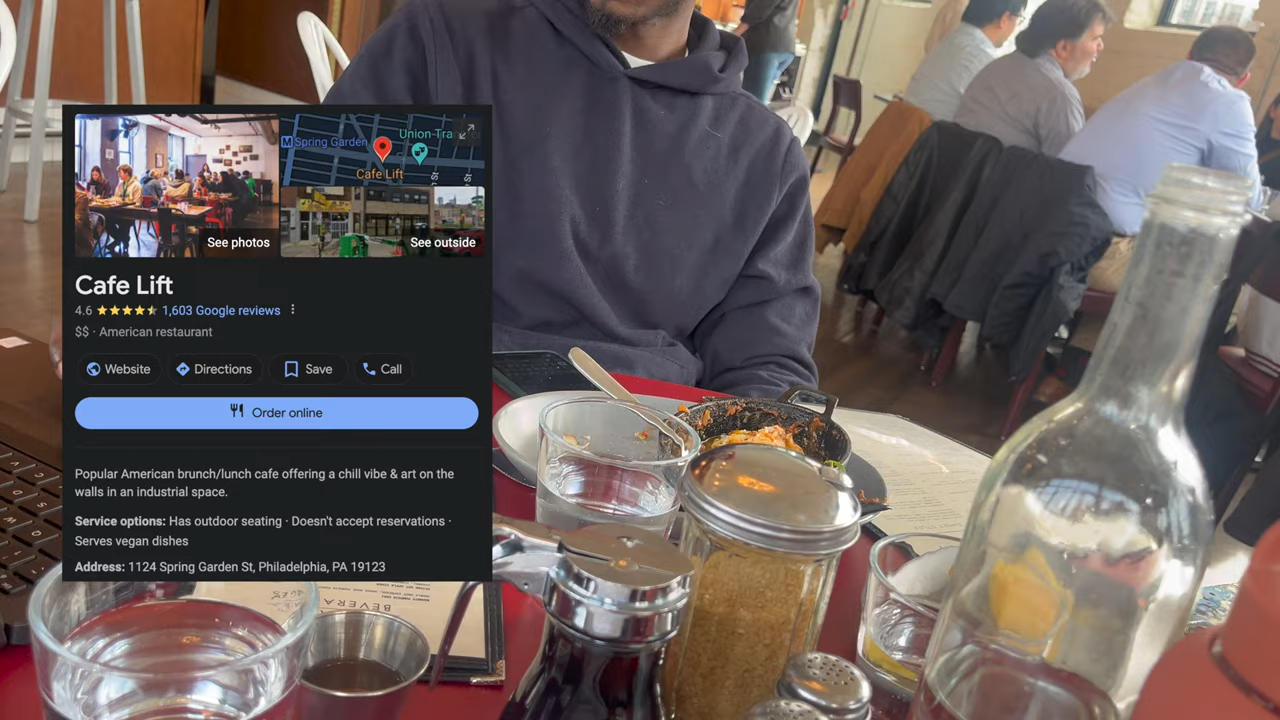 Union Tra
M Spring Garden
Cafe Lift
St
St
See photos
See outside
Cafe Lift
4.6 1,603 Google reviews
$$ · American restaurant
Website Directions Save Call
Order online
Popular American brunch/lunch cafe offering a chill vibe & art on the
walls in an industrial space.
Service options: Has outdoor seating · Doesn't accept reservations ·
Serves vegan dishes
Address: 1124 Spring Garden St, Philadelphia, PA 19123
BEVERA